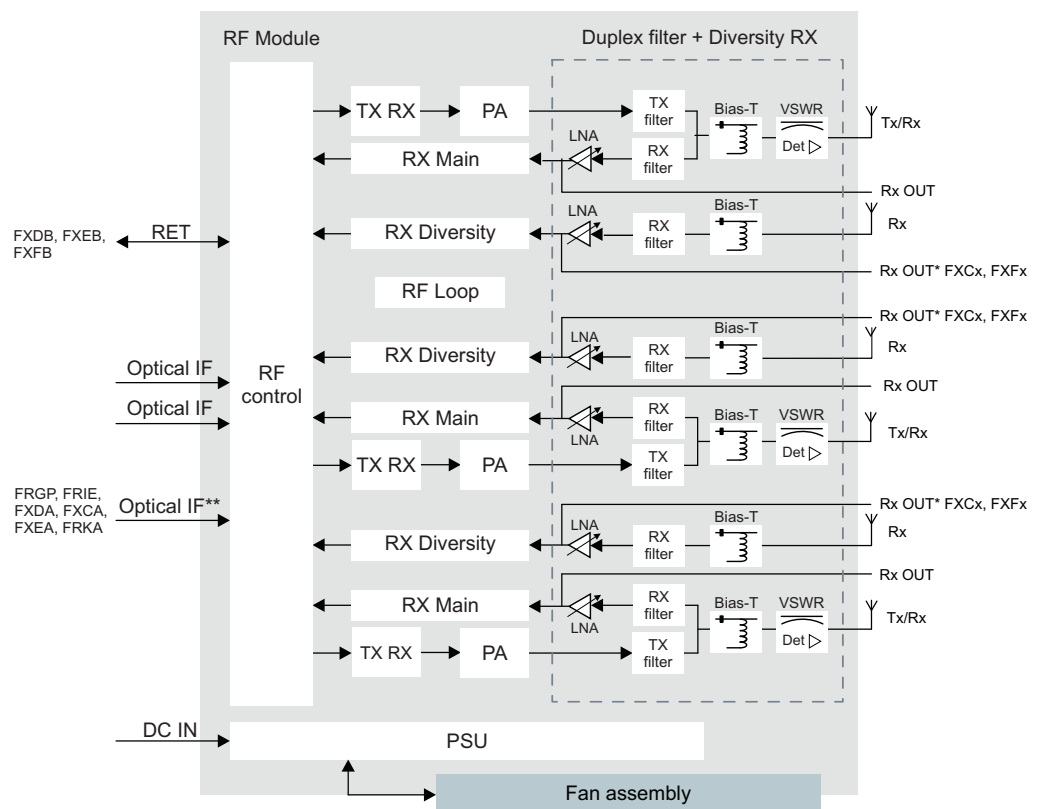 RF Module
Duplex filter + Diversity RX
TX RX
PA
TX
filter
Bias-T
VSWR
Det
Tx/Rx
LNA
RX Main
RX
filter
Rx OUT
LNA
Bias-T
RX Diversity
RX
filter
Rx
FXDB, FXEB,
FXFB
RET
Rx OUT* FXCx, FXFx
RF Loop
Rx OUT* FXCx, FXFx
Bias-T
LNA
RX Diversity
RX
filter
Rx
Optical IF
RF
control
Optical IF
Rx OUT
RX Main
LNA
RX
filter
Bias-T
VSWR
Det
Tx/Rx
TX RX
PA
TX
filter
FRGP, FRIE,
FXDA, FXCA,
FXEA, FRKA
Optical IF**
Rx OUT* FXCx, FXFx
Bias-T
LNA
RX Diversity
RX
filter
Rx
Rx OUT
RX Main
LNA
RX
filter
Bias-T
VSWR
Det
Tx/Rx
TX RX
PA
TX
filter
DC IN
PSU
Fan assembly